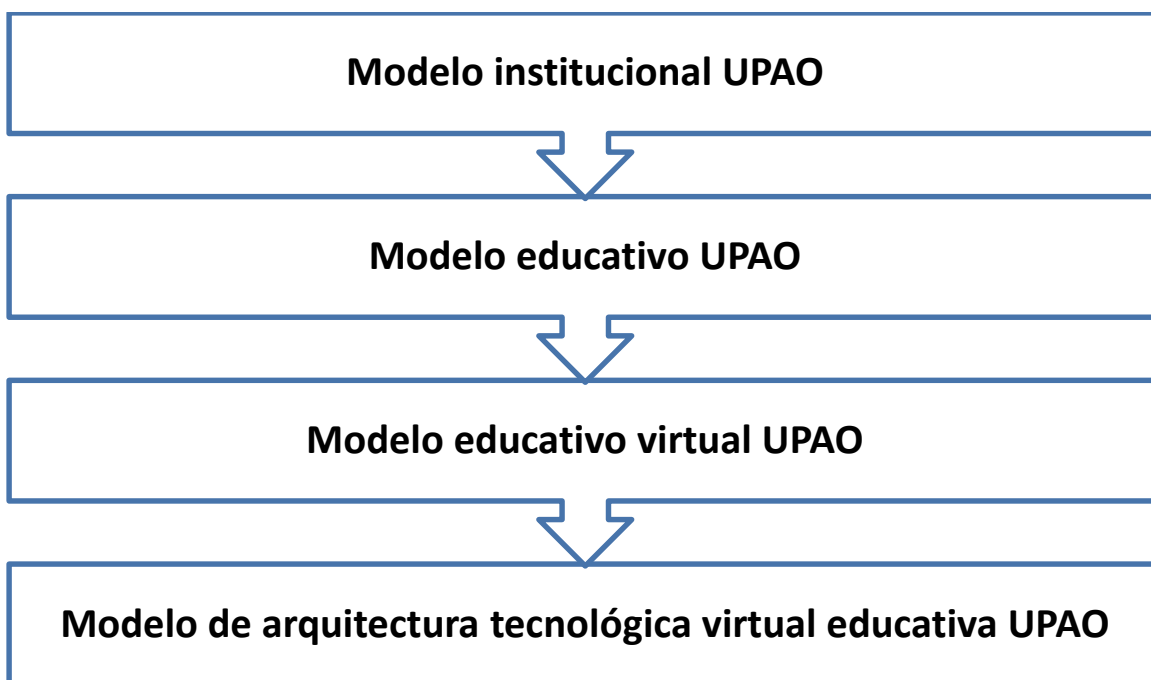 Modelo institucional UPAO
Modelo educativo UPAO
Modelo educativo virtual UPAO
Modelo de arquitectura tecnológica virtual educativa UPAO